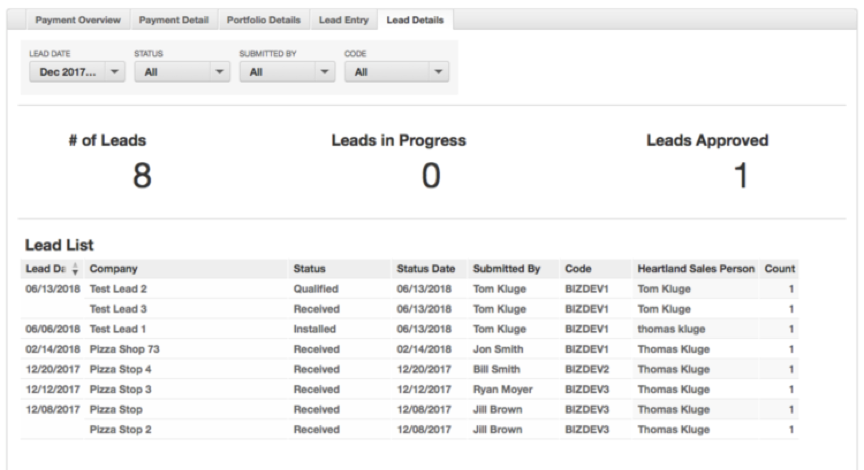 Payment Overview Payment Detail Portfolio Details Lead Entry Lead Details
LEAD DATE STATUS SUBMITTED BY CODE
Dec 2017... All All All
# of Leads Leads in Progress Leads Approved
8 0 1
Lead List
Lead Da Company Status Status Date Submitted By Code Heartland Sales Person Count
06/13/2018 Test Lead 2 Qualified 06/13/2018 Tom Kluge BIZDEV1 Tom Kluge 1
Test Lead 3 Received 06/13/2018 Tom Kluge BIZDEV1 Tom Kluge 1
06/06/2018 Test Lead 1 Installed 06/13/2018 Tom Kluge BIZDEV1 thomas kluge 1
02/14/2018 Pizza Shop 73 Received 02/14/2018 Jon Smith BIZDEV1 Thomas Kluge 1
12/20/2017 Pizza Stop 4 Received 12/20/2017 Bill Smith BIZDEV2 Thomas Kluge 1
12/12/2017 Pizza Stop 3 Received 12/12/2017 Ryan Moyer BIZDEV3 Thomas Kluge 1
12/08/2017 Pizza Stop Received 12/08/2017 Jill Brown BIZDEV3 Thomas Kluge 1
Pizza Stop 2 Received 12/08/2017 Jill Brown BIZDEV3 Thomas Kluge 1